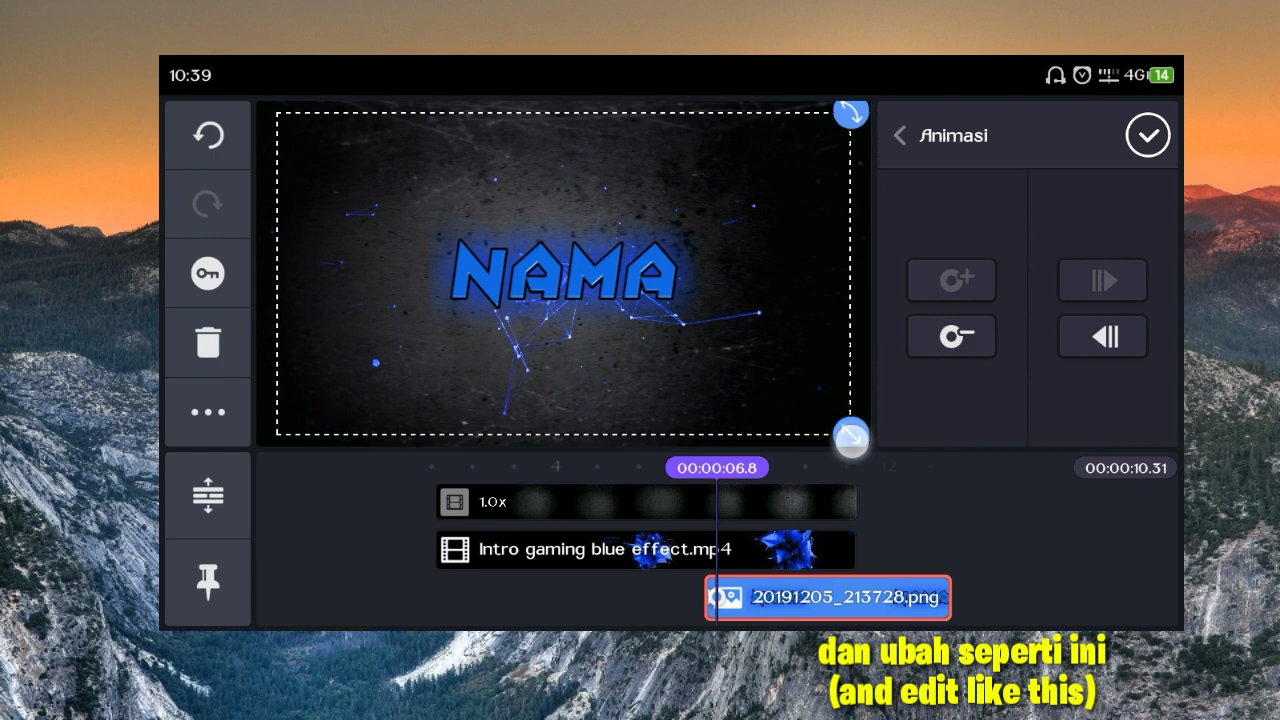 10:39
4G 14
Animasi
NAMA
4
00:00:06.8
12
00:00:10.31
1.0x
Intro gaming blue effect.mp4
20191205_213728.png
dan ubah seperti ini
(and edit like this)